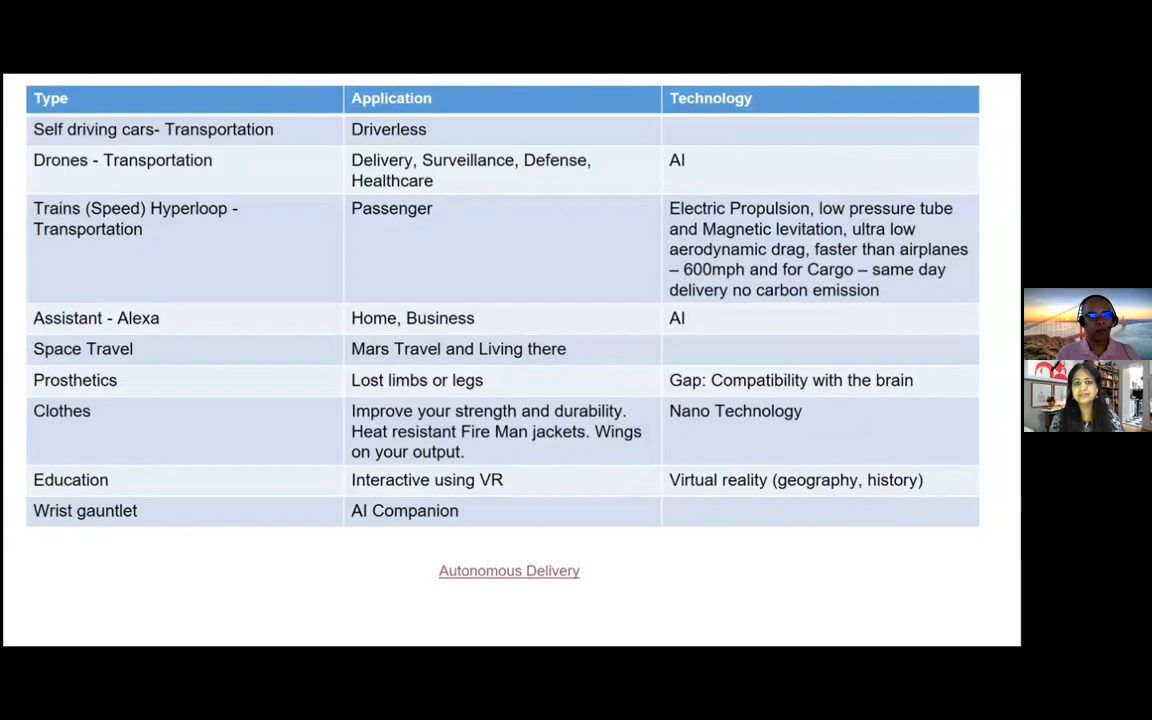 Type Application Technology
Self driving cars- Transportation Driverless
Drones - Transportation Delivery, Surveillance, Defense, AI
Healthcare
Trains (Speed) Hyperloop - Passenger Electric Propulsion, low pressure tube
Transportation and Magnetic levitation, ultra low
aerodynamic drag, faster than airplanes
– 600mph and for Cargo – same day
delivery no carbon emission
Assistant - Alexa Home, Business AI
Space Travel Mars Travel and Living there
Prosthetics Lost limbs or legs Gap: Compatibility with the brain
Clothes Improve your strength and durability. Nano Technology
Heat resistant Fire Man jackets. Wings
on your output.
Education Interactive using VR Virtual reality (geography, history)
Wrist gauntlet AI Companion
Autonomous Delivery